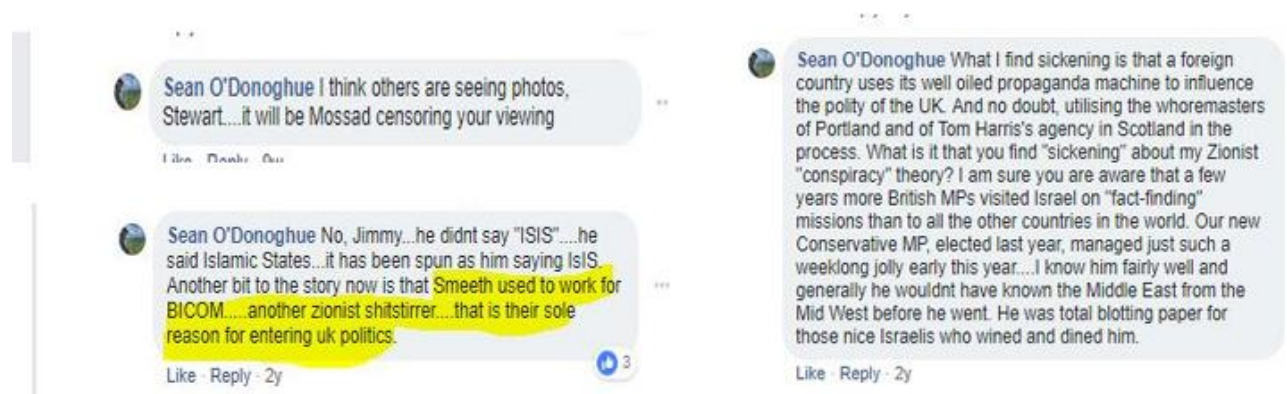 Sean O'Donoghue I think others are seeing photos,
Stewart....it will be Mossad censoring your viewing
Sean O'Donoghue No, Jimmy...he didnt say "ISIS"....he
said Islamic States...it has been spun as him saying IsIS.
Another bit to the story now is that Smeeth used to work for
BICOM.....another zionist shitstirrer....that is their sole
reason for entering uk politics.
3
Like · Reply · 2y
Sean O'Donoghue What I find sickening is that a foreign
country uses its well oiled propaganda machine to influence
the polity of the UK. And no doubt, utilising the whoremasters
of Portland and of Tom Harris's agency in Scotland in the
process. What is it that you find "sickening" about my Zionist
"conspiracy" theory? I am sure you are aware that a few
years more British MPs visited Israel on "fact-finding"
missions than to all the other countries in the world. Our new
Conservative MP, elected last year, managed just such a
weeklong jolly early this year....I know him fairly well and
generally he wouldnt have known the Middle East from the
Mid West before he went. He was total blotting paper for
those nice Israelis who wined and dined him.
Like · Reply · 2y